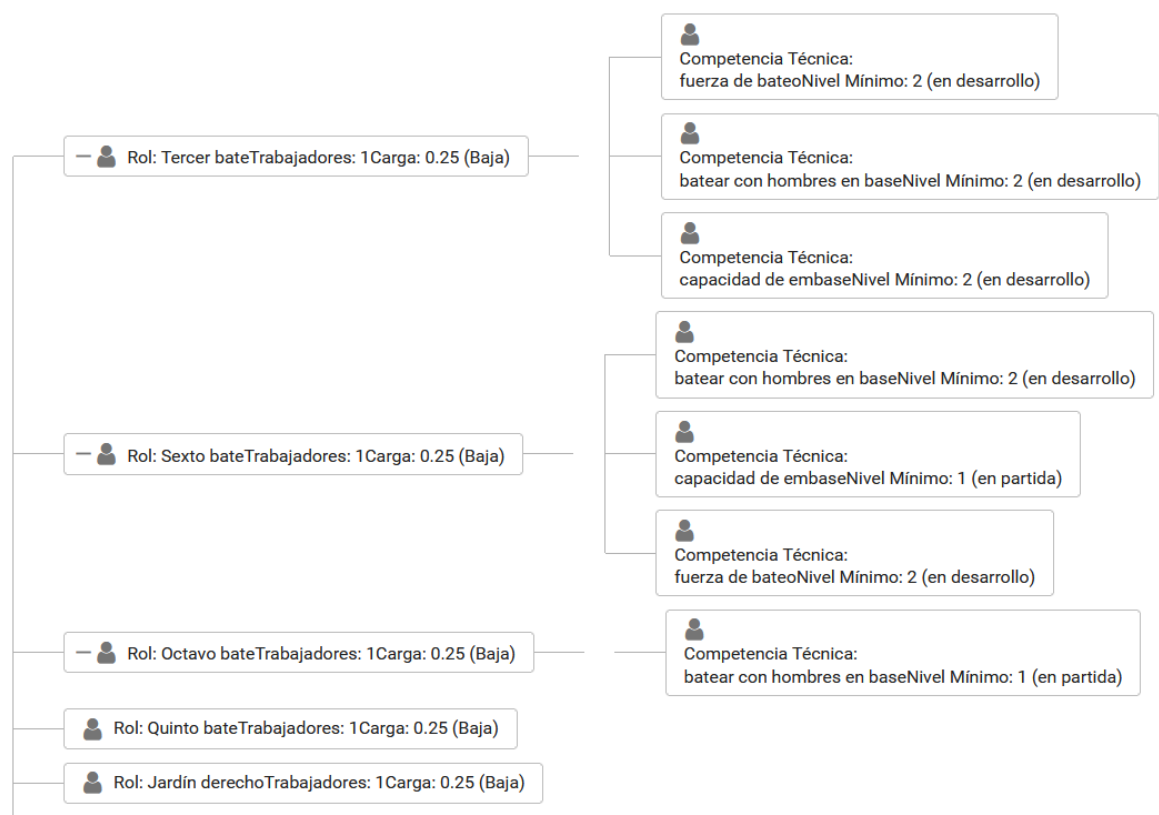 Competencia Técnica:
fuerza de bateoNivel Mínimo: 2 (en desarrollo)
Rol: Tercer bateTrabajadores: 1Carga: 0.25 (Baja)
Competencia Técnica:
batear con hombres en baseNivel Mínimo: 2 (en desarrollo)
Competencia Técnica:
capacidad de embaseNivel Mínimo: 2 (en desarrollo)
Competencia Técnica:
batear con hombres en baseNivel Mínimo: 2 (en desarrollo)
Rol: Sexto bateTrabajadores: 1Carga: 0.25 (Baja)
Competencia Técnica:
capacidad de embaseNivel Mínimo: 1 (en partida)
Competencia Técnica:
fuerza de bateoNivel Mínimo: 2 (en desarrollo)
Rol: Octavo bateTrabajadores: 1Carga: 0.25 (Baja)
Competencia Técnica:
batear con hombres en baseNivel Mínimo: 1 (en partida)
Rol: Quinto bateTrabajadores: 1Carga: 0.25 (Baja)
Rol: Jardín derechoTrabajadores: 1Carga: 0.25 (Baja)